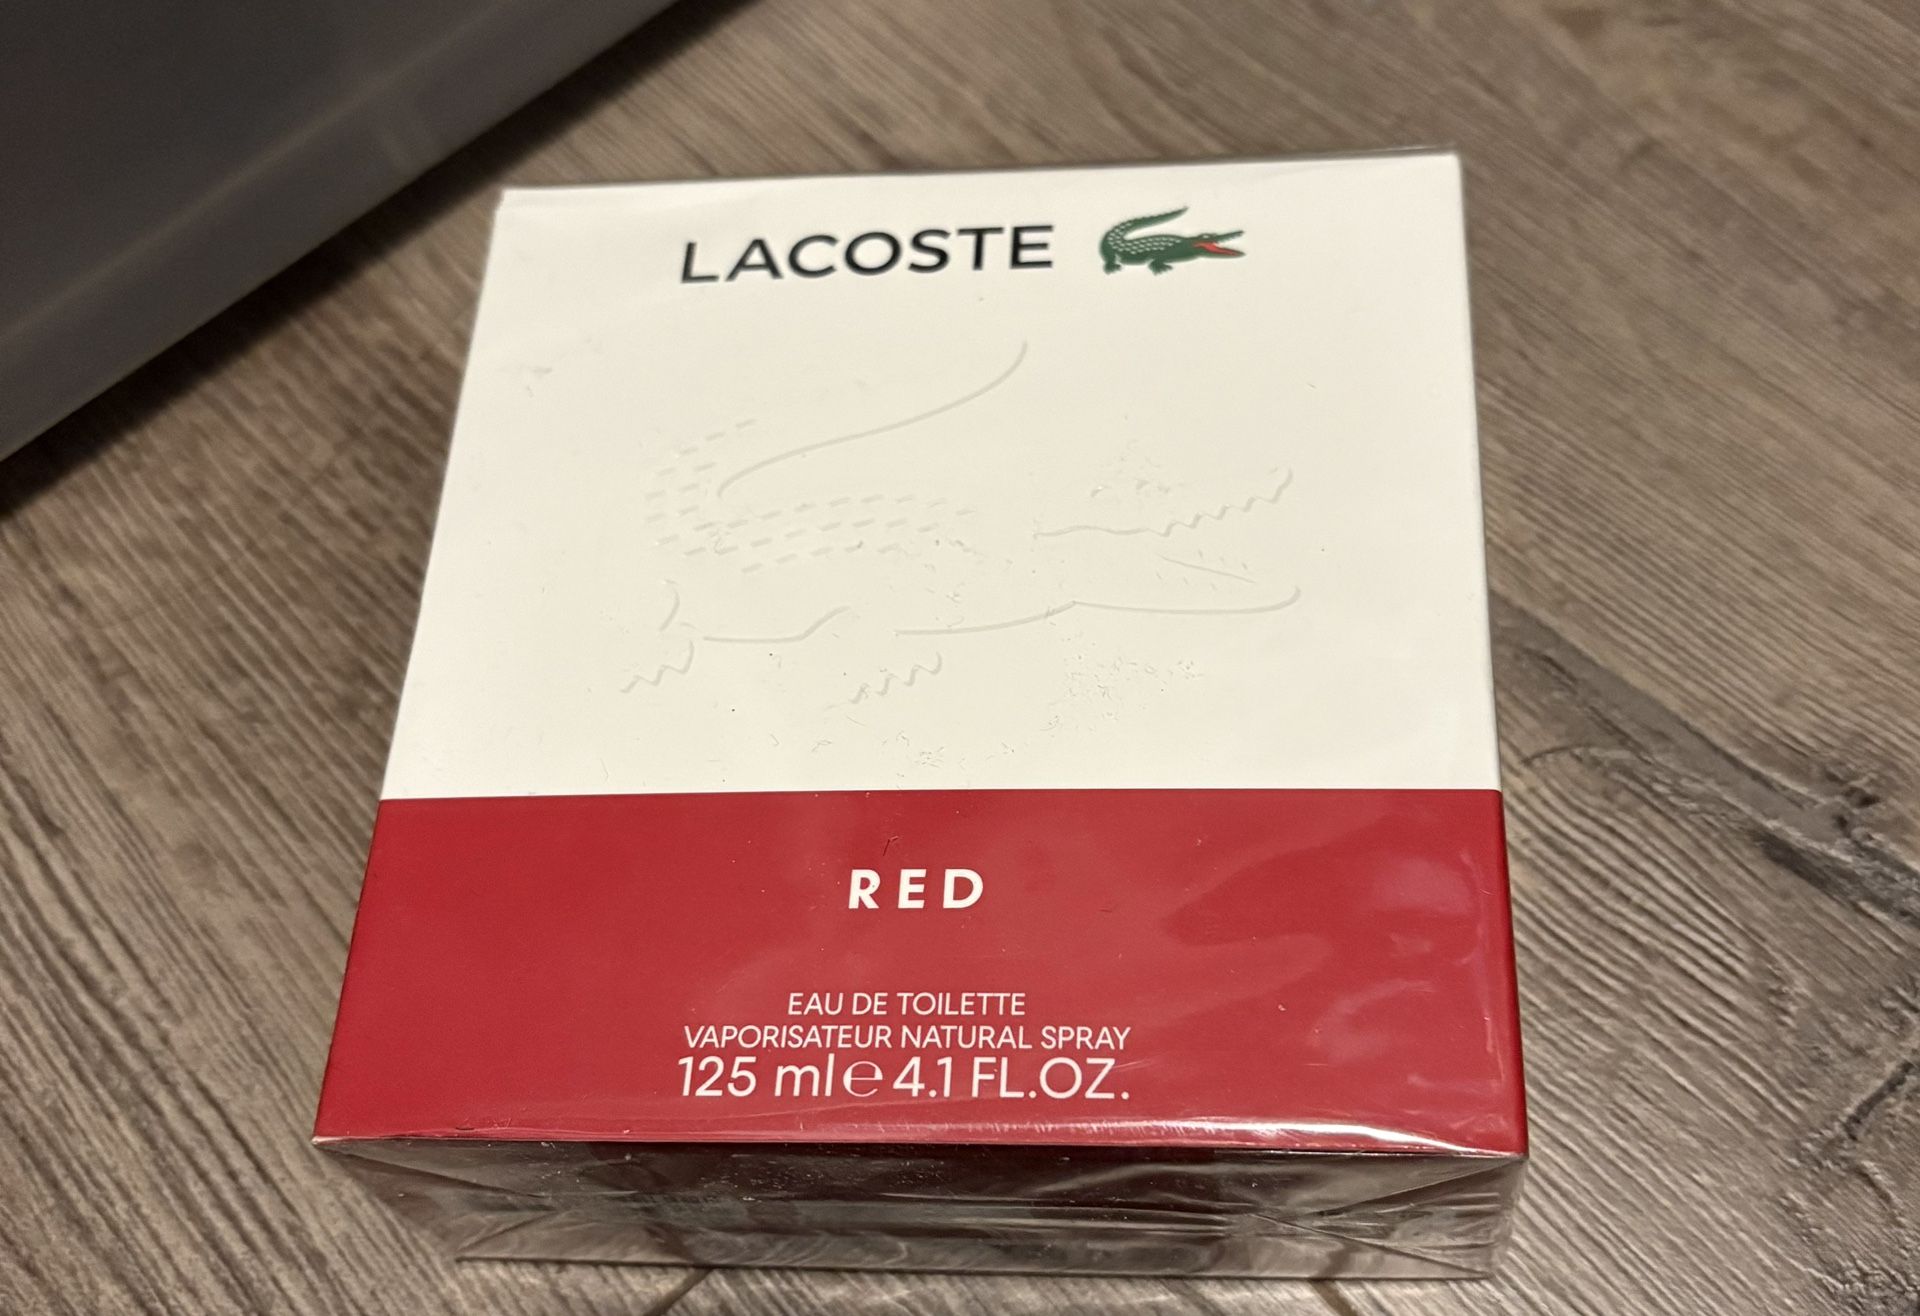 LACOSTE
RED
EAU DE TOILETTE
VAPORISATEUR NATURAL SPRAY
125 ml e 4.1 FL.OZ.